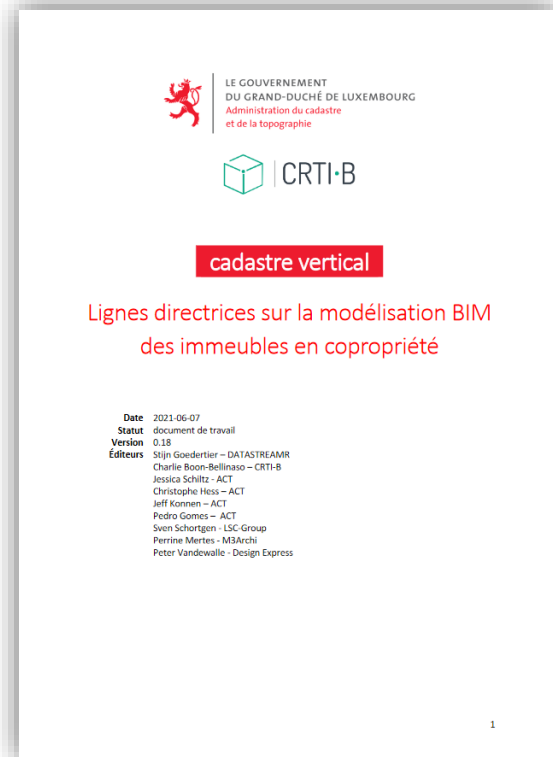 LE GOUVERNEMENT
DU GRAND-DUCHÉ DE LUXEMBOURG
Administration du cadastre
et de la topographie
CRTI·B
cadastre vertical
Lignes directrices sur la modélisation BIM
des immeubles en copropriété
Date 2021-06-07
Statut document de travail
Version 0.18
Éditeurs Stijn Goedertier – DATASTREAMR
Charlie Boon-Bellinaso – CRTI-B
Jessica Schiltz - ACT
Christophe Hess – ACT
Jeff Konnen – ACT
Pedro Gomes – ACT
Sven Schortgen - LSC-Group
Perrine Mertes - M3Archi
Peter Vandewalle - Design Express
1